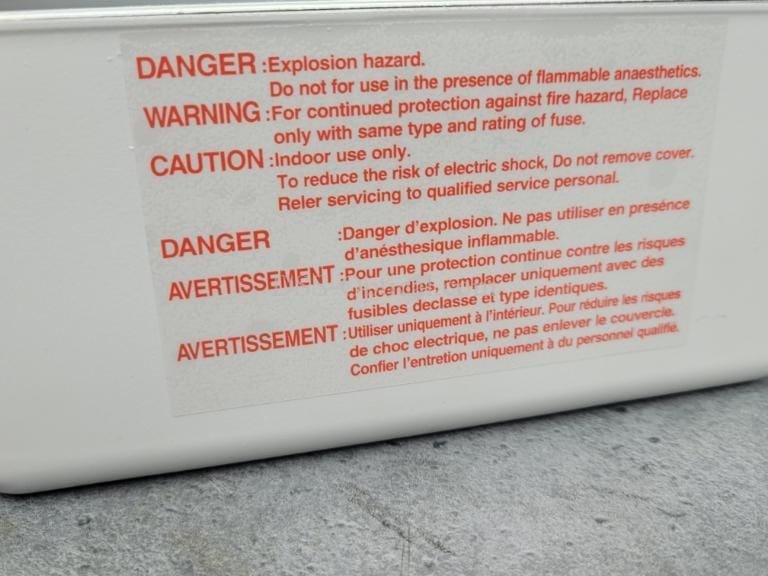 DANGER :Explosion hazard.
Do not for use in the presence of flammable anaesthetics.
WARNING :For continued protection against fire hazard, Replace
only with same type and rating of fuse.
CAUTION :Indoor use only.
To reduce the risk of electric shock, Do not remove cover.
Reler servicing to qualified service personal.
DANGER :Danger d'explosion. Ne pas utiliser en presénce
d'anésthesique inflammable.
AVERTISSEMENT :Pour une protection continue contre les risques
d'incendies, remplacer uniquement avec des
fusibles declasse et type identiques.
AVERTISSEMENT :Utiliser uniquement à l'intérieur. Pour réduire les risques
de choc electrique, ne pas enlever le couvercle.
Confier l'entretion uniquement à du personnel qualifié.